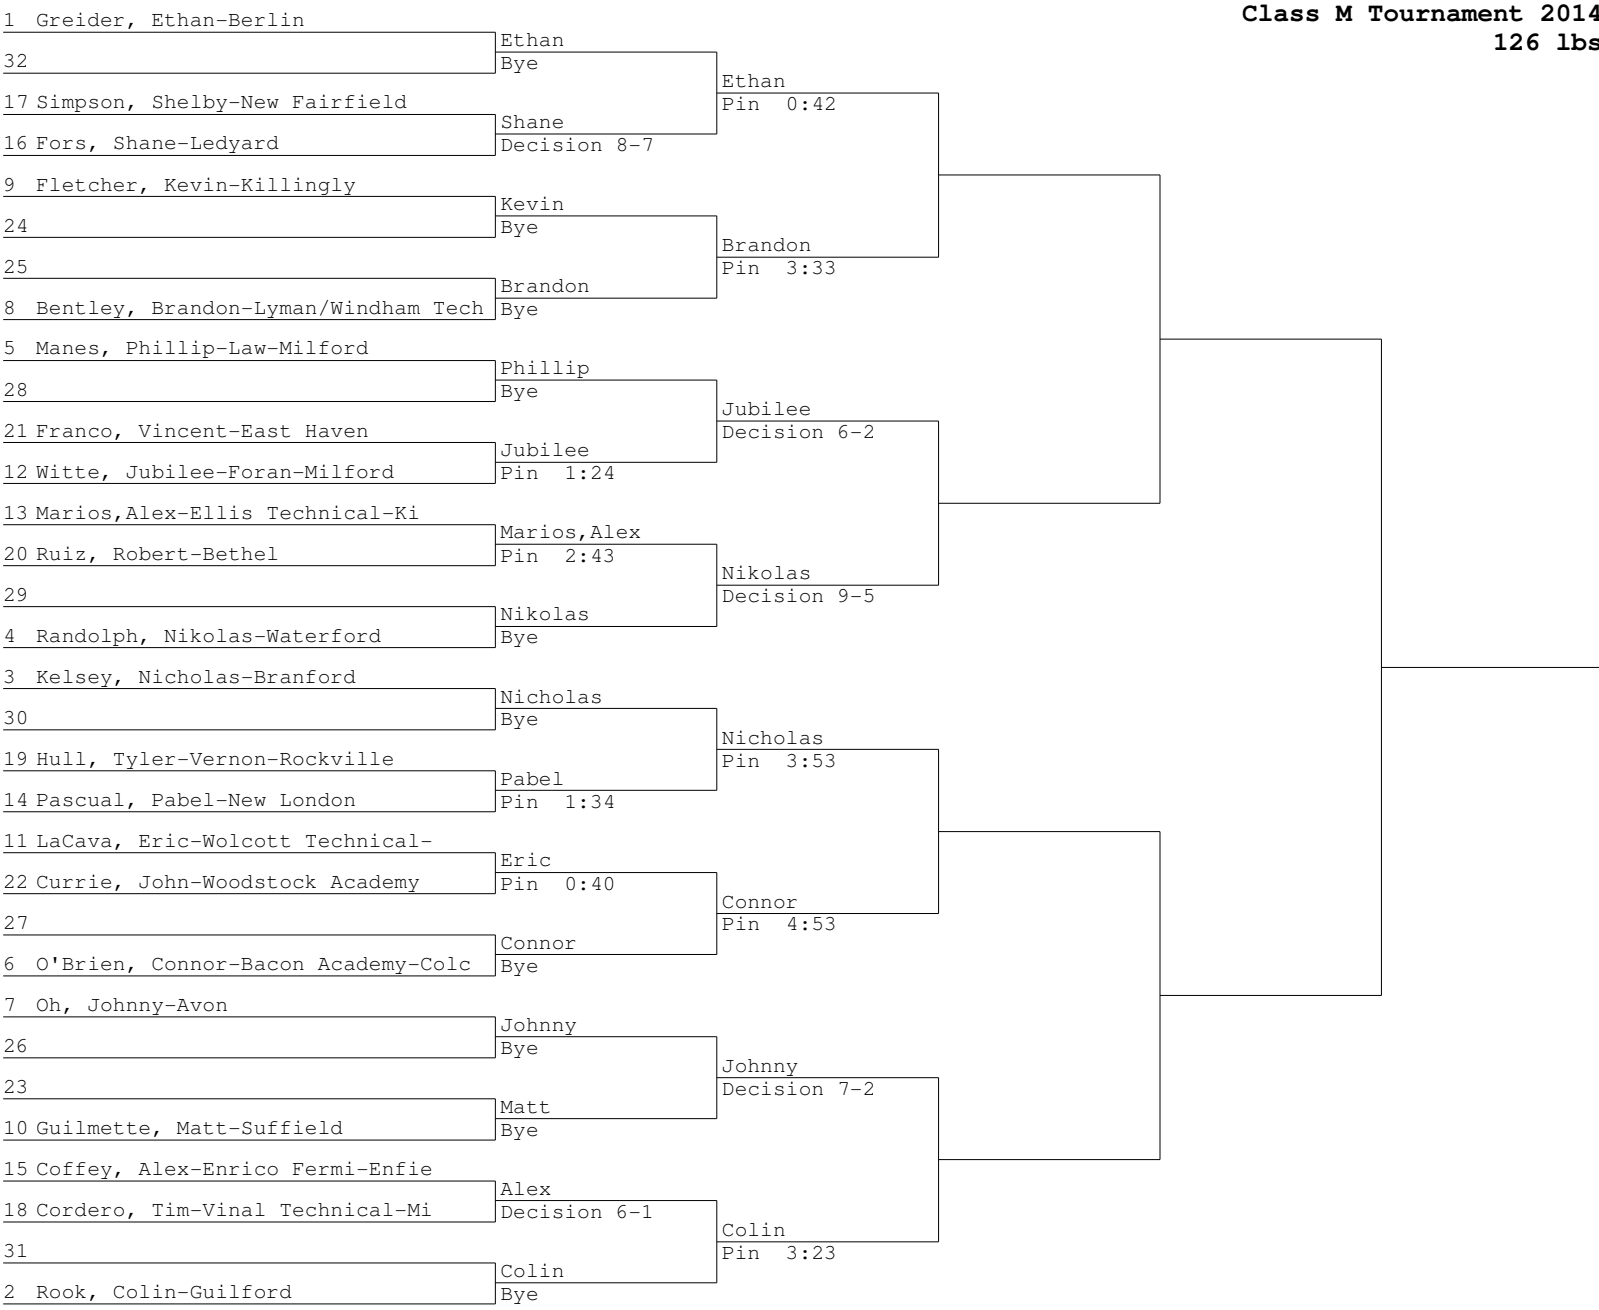 Class M Tournament 2014
126 lbs
1 Greider, Ethan-Berlin
Ethan
32
Bye
Ethan
17 Simpson, Shelby-New Fairfield
Pin 0:42
Shane
16 Fors, Shane-Ledyard
Decision 8-7
9 Fletcher, Kevin-Killingly
Kevin
24
Bye
Brandon
25
Pin 3:33
Brandon
8 Bentley, Brandon-Lyman/Windham Tech
Bye
5 Manes, Phillip-Law-Milford
Phillip
28
Bye
Jubilee
21 Franco, Vincent-East Haven
Decision 6-2
Jubilee
12 Witte, Jubilee-Foran-Milford
Pin 1:24
13 Marios,Alex-Ellis Technical-Ki
Marios,Alex
20 Ruiz, Robert-Bethel
Pin 2:43
Nikolas
29
Decision 9-5
Nikolas
4 Randolph, Nikolas-Waterford
Bye
3 Kelsey, Nicholas-Branford
Nicholas
30
Bye
Nicholas
19 Hull, Tyler-Vernon-Rockville
Pin 3:53
Pabel
14 Pascual, Pabel-New London
Pin 1:34
11 LaCava, Eric-Wolcott Technical-
Eric
22 Currie, John-Woodstock Academy
Pin 0:40
Connor
27
Pin 4:53
Connor
6 O'Brien, Connor-Bacon Academy-Colc
Bye
7 Oh, Johnny-Avon
Johnny
26
Bye
Johnny
23
Decision 7-2
Matt
10 Guilmette, Matt-Suffield
Bye
15 Coffey, Alex-Enrico Fermi-Enfie
Alex
18 Cordero, Tim-Vinal Technical-Mi
Decision 6-1
Colin
31
Pin 3:23
Colin
2 Rook, Colin-Guilford
Bye